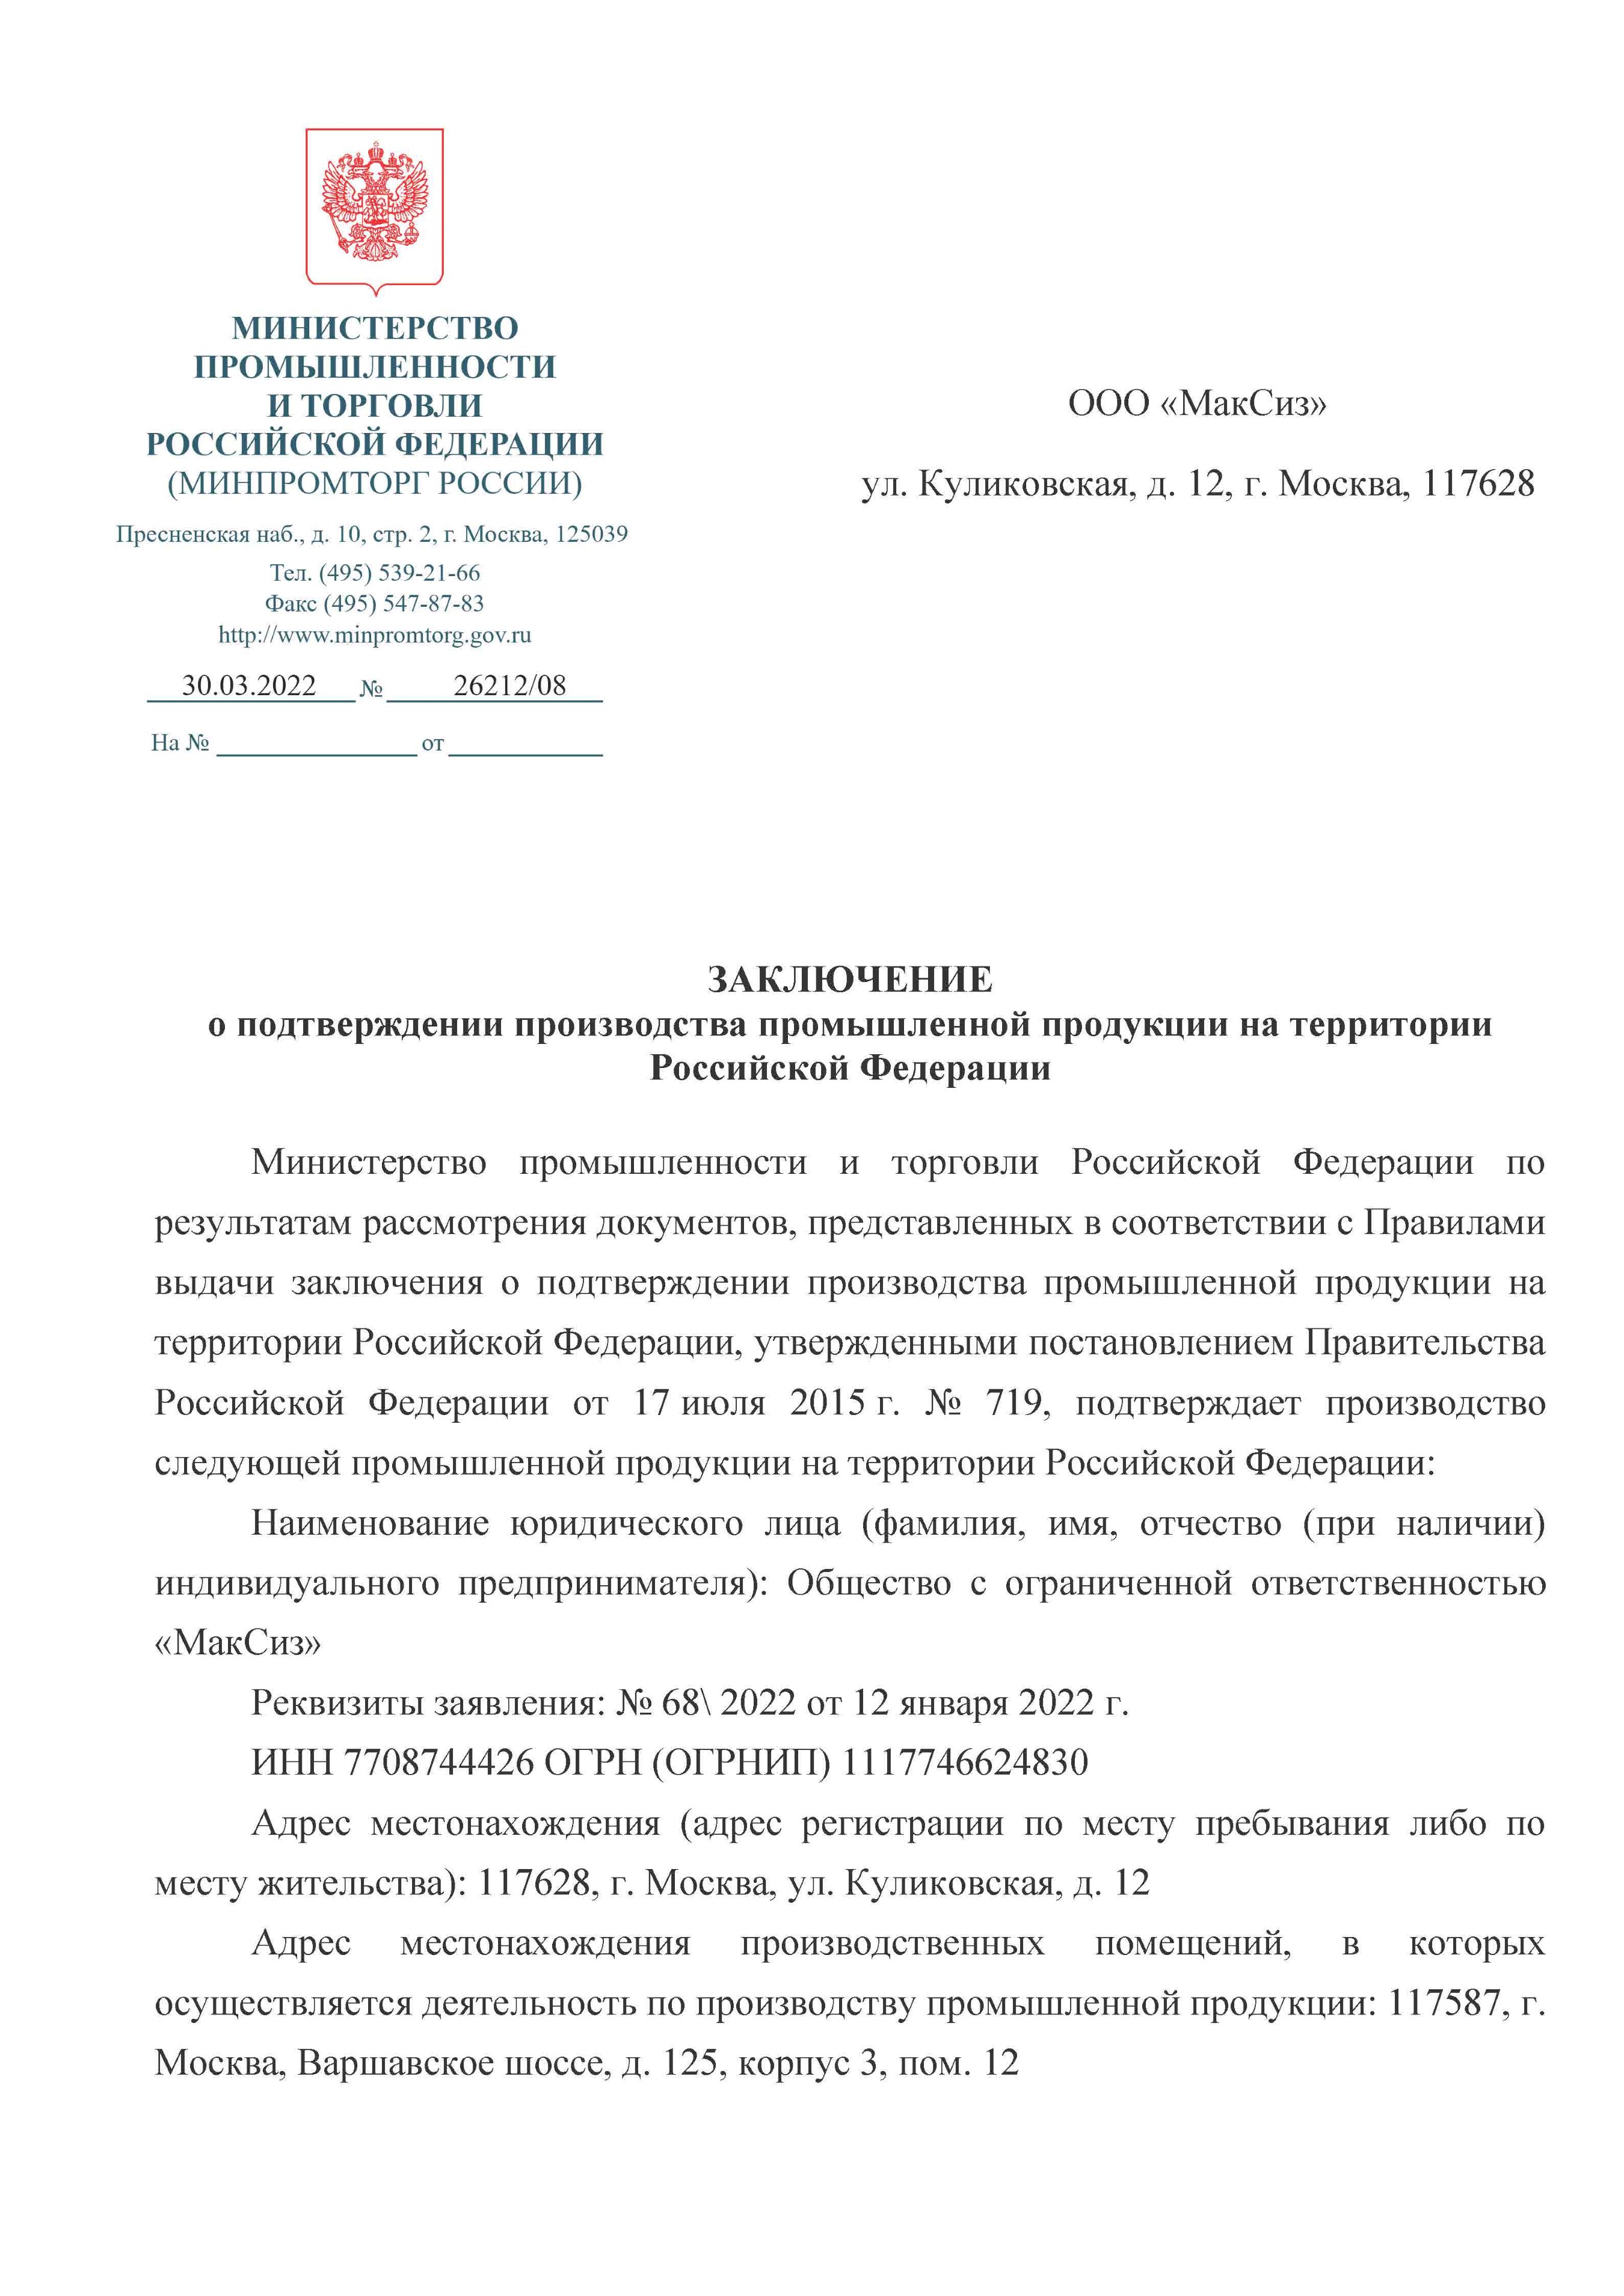 МИНИСТЕРСТВО
ПРОМЫШЛЕННОСТИ
И ТОРГОВЛИ
РОССИЙСКОЙ ФЕДЕРАЦИИ
(МИНПРОМТОРГ РОССИИ)
Пресненская наб., д. 10, стр. 2, г. Москва, 125039
Тел. (495) 539-21-66
Факс (495) 547-87-83
http://www.minpromtorg.gov.ru
30.03.2022 № 26212/08
На № от
ООО «МакСиз»
ул. Куликовская, д. 12, г. Москва, 117628
ЗАКЛЮЧЕНИЕ
о подтверждении производства промышленной продукции на территории
Российской Федерации
Министерство промышленности и торговли Российской Федерации по
результатам рассмотрения документов, представленных в соответствии с Правилами
выдачи заключения о подтверждении производства промышленной продукции на
территории Российской Федерации, утвержденными постановлением Правительства
Российской Федерации от 17 июля 2015 г. № 719, подтверждает производство
следующей промышленной продукции на территории Российской Федерации:
Наименование юридического лица (фамилия, имя, отчество (при наличии)
индивидуального предпринимателя): Общество с ограниченной ответственностью
«МакСиз»
Реквизиты заявления: № 68\ 2022 от 12 января 2022 г.
ИНН 7708744426 ОГРН (ОГРНИП) 1117746624830
Адрес местонахождения (адрес регистрации по месту пребывания либо по
месту жительства): 117628, г. Москва, ул. Куликовская, д. 12
Адрес местонахождения производственных помещений, в которых
осуществляется деятельность по производству промышленной продукции: 117587, г.
Москва, Варшавское шоссе, д. 125, корпус 3, пом. 12